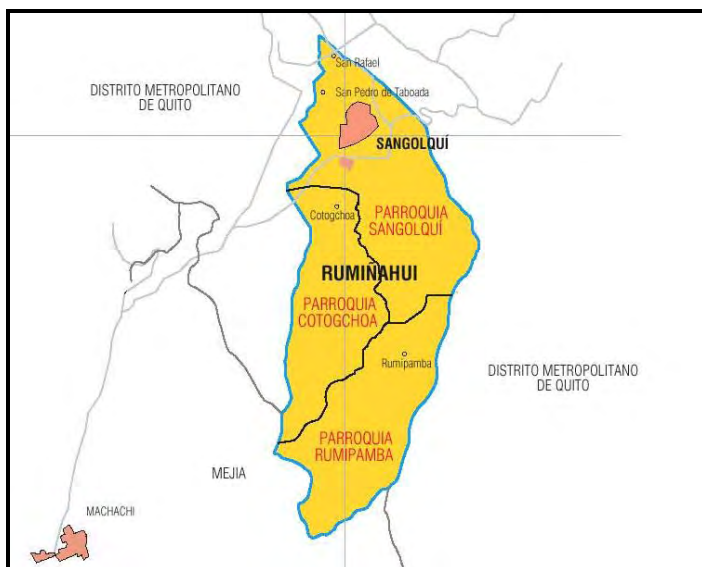 San Rafael
DISTRITO METROPOLITANO
DE QUITO
San Pedro de Taboada
SANGOLQUÍ
Cotogchoa
PARROQUIA
SANGOLQUÍ
RUMIÑAHUI
PARROQUIA
COTOGCHOA
Rumipamba
DISTRITO METROPOLITANO
DE QUITO
PARROQUIA
RUMIPAMBA
MEJIA
MACHACHI